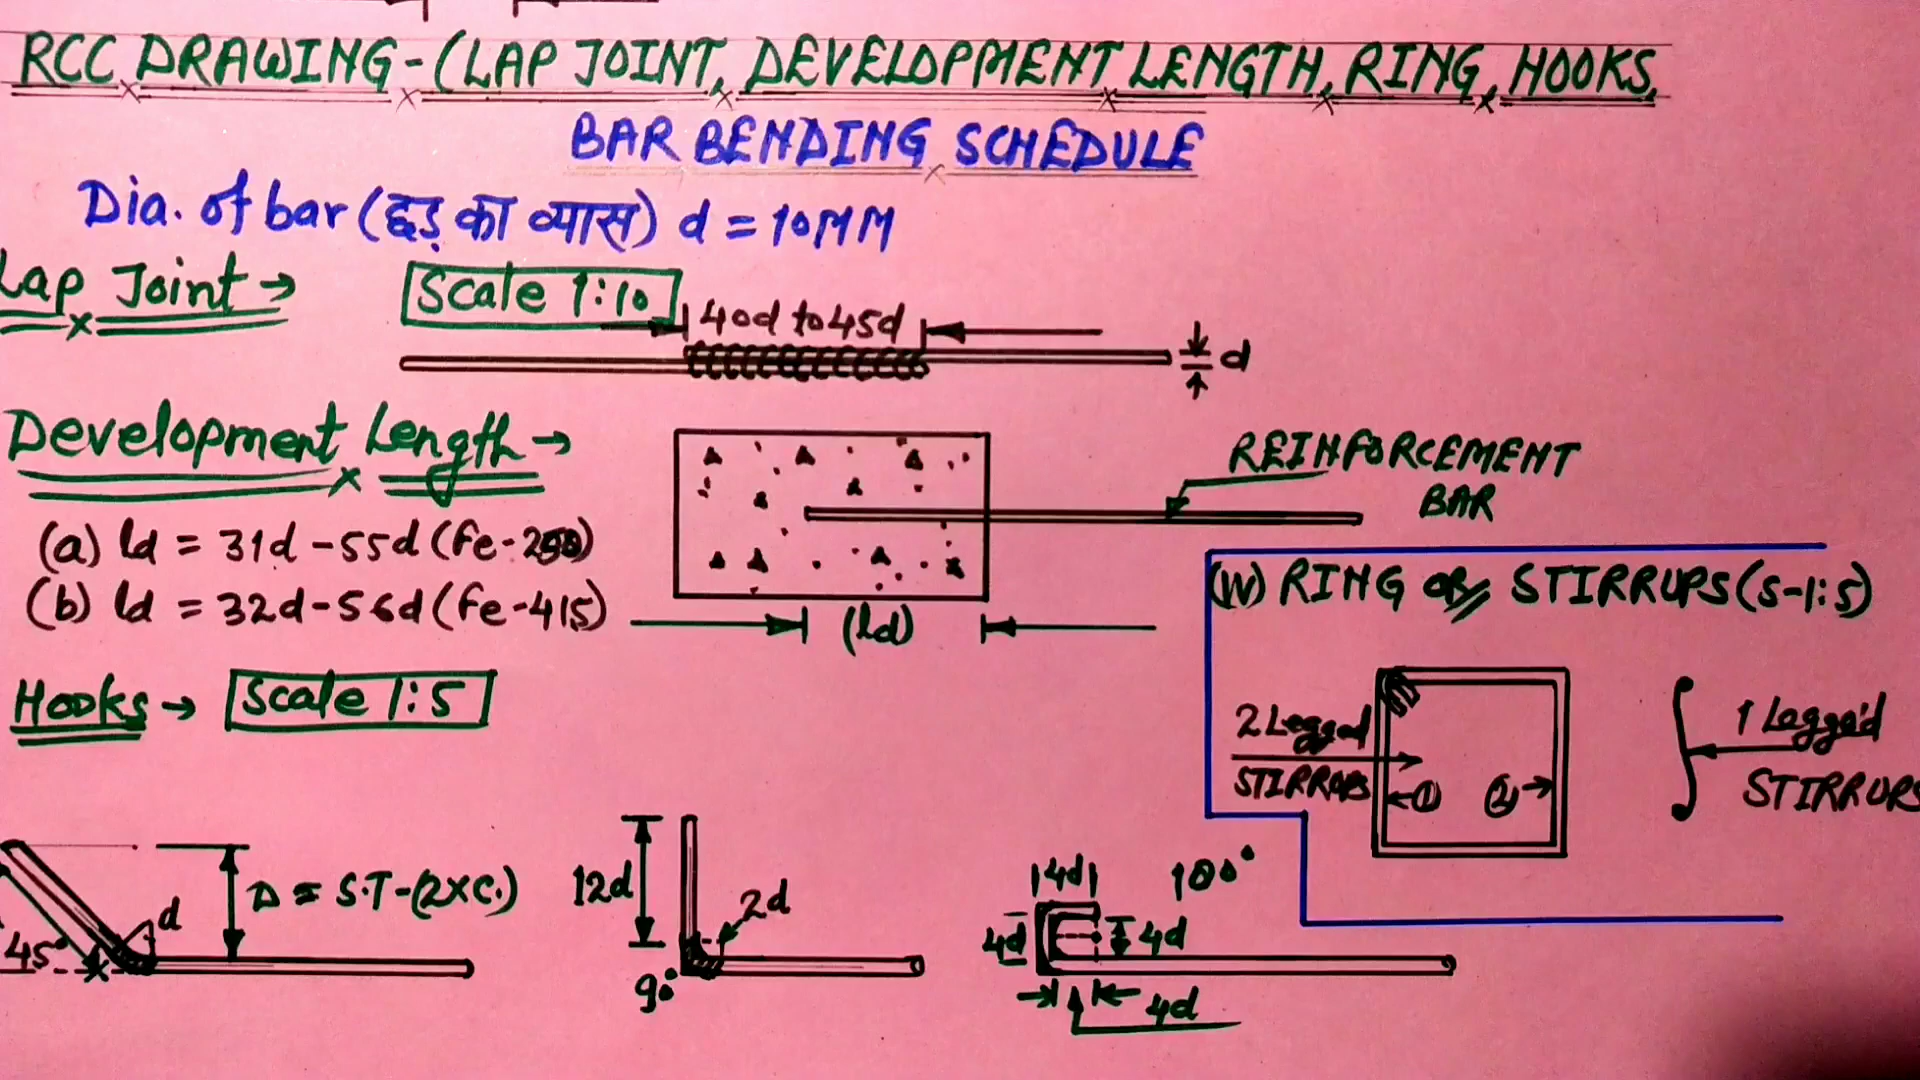 RCC DRAWING-(LAP JOINT, DEVELOPMENT LENGTH, RING, HOOKS,
BAR BENDING SCHEDULE
Dia. of bar (छड़ का व्यास) d = 10MM
Lap Joint →
Scale 1:10
40d to 45d
d
Development Length →
REINFORCEMENT
BAR
(a) ld = 31d-55d (fe-250)
(b) ld = 32d-56d (fe-415)
(ld)
(IV) RING OR STIRRUPS (S-1:5)
Hooks → Scale 1:5
2 Legged
STIRRUPS
① ②
1 Legga'd
STIRRUPS
D = S.T-(2XC.)
d
45°
12d
2d
90°
4d
180°
4d
4d
4d